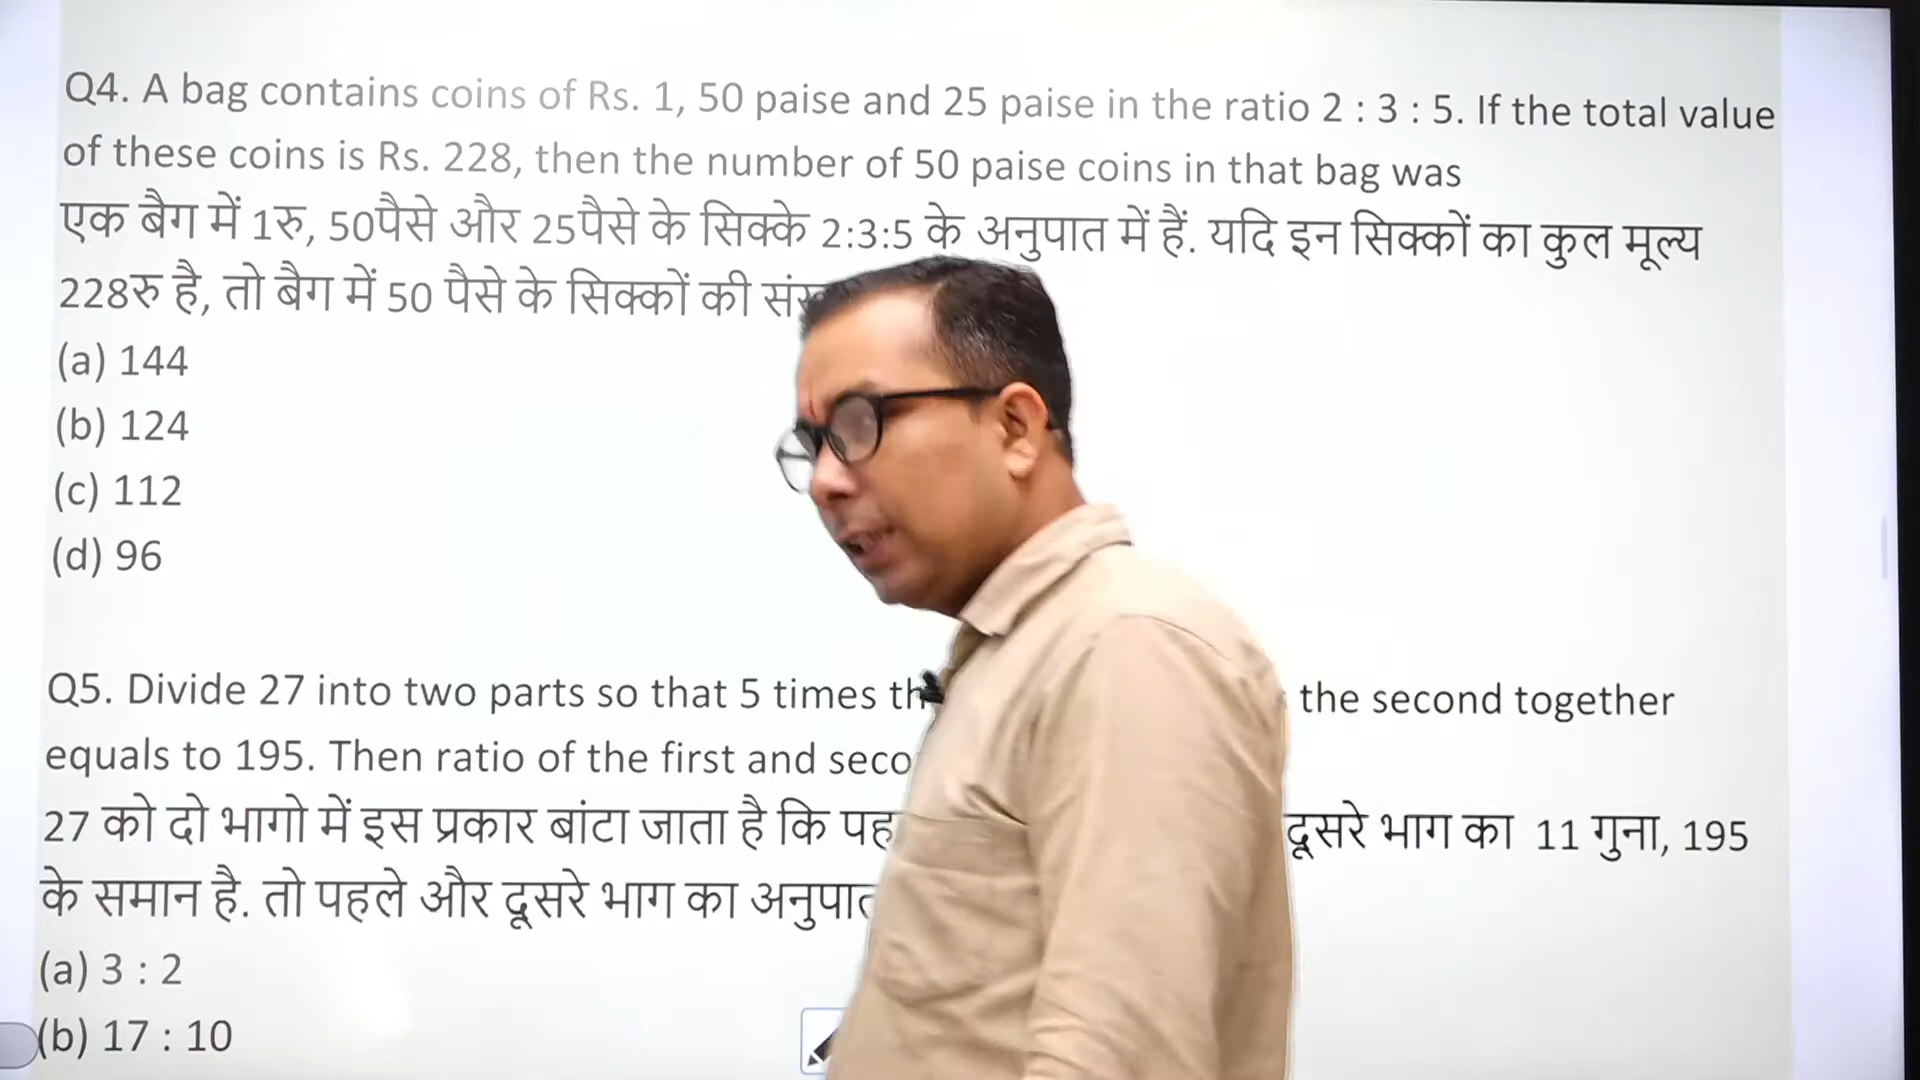 Q4. A bag contains coins of Rs. 1, 50 paise and 25 paise in the ratio 2 : 3 : 5. If the total value
of these coins is Rs. 228, then the number of 50 paise coins in that bag was
एक बैग में 1रु, 50पैसे और 25पैसे के सिक्के 2:3:5 के अनुपात में हैं. यदि इन सिक्कों का कुल मूल्य
228रु है, तो बैग में 50 पैसे के सिक्कों की
(a) 144
(b) 124
(c) 112
(d) 96
Q5. Divide 27 into two parts so that 5 times the second together
equals to 195. Then ratio of the first and
27 को दो भागो में इस प्रकार बांटा जाता है कि दूसरे भाग का 11 गुना, 195
के समान है. तो पहले और दूसरे भाग का
(a) 3 : 2
(b) 17 : 10